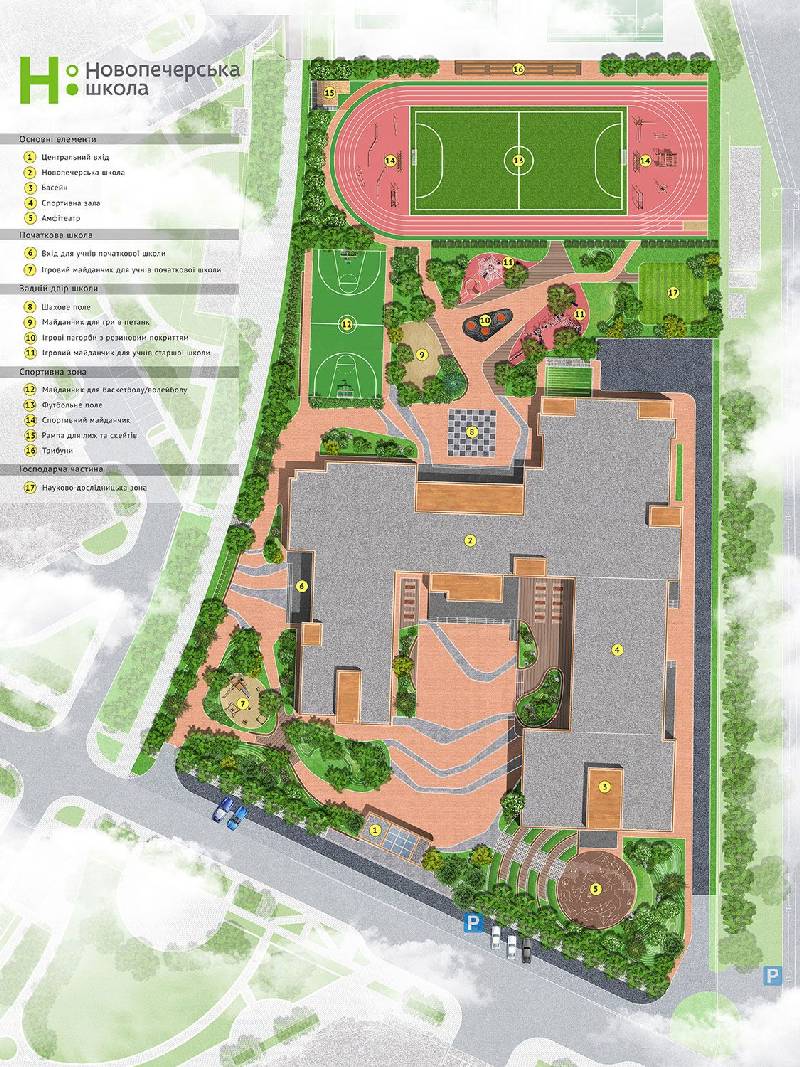 Н: Новопечерська
школа
Основні елементи
1 Центральний вхід
2 Новопечерська школа
3 Басейн
4 Спортивна зала
5 Амфітеатр
Початкова школа
6 Вхід для учнів початкової школи
7 Ігровий майданчик для учнів початкової школи
Задній двір школи
8 Шахове поле
9 Майданчик для гри в петанк
10 Ігрові пагорби з резиновим покриттям
11 Ігровий майданчик для учнів старшої школи
Спортивна зона
12 Майданчик для баскетболу/волейболу
13 Футбольне поле
14 Спортивний майданчик
15 Рампа для лиж та скейтів
16 Трибуни
Господарча частина
17 Науково-дослідницька зона
16
15
14 13 14
11
17
10
11
12
9
8
2
6
4
7
3
1
5
P
P